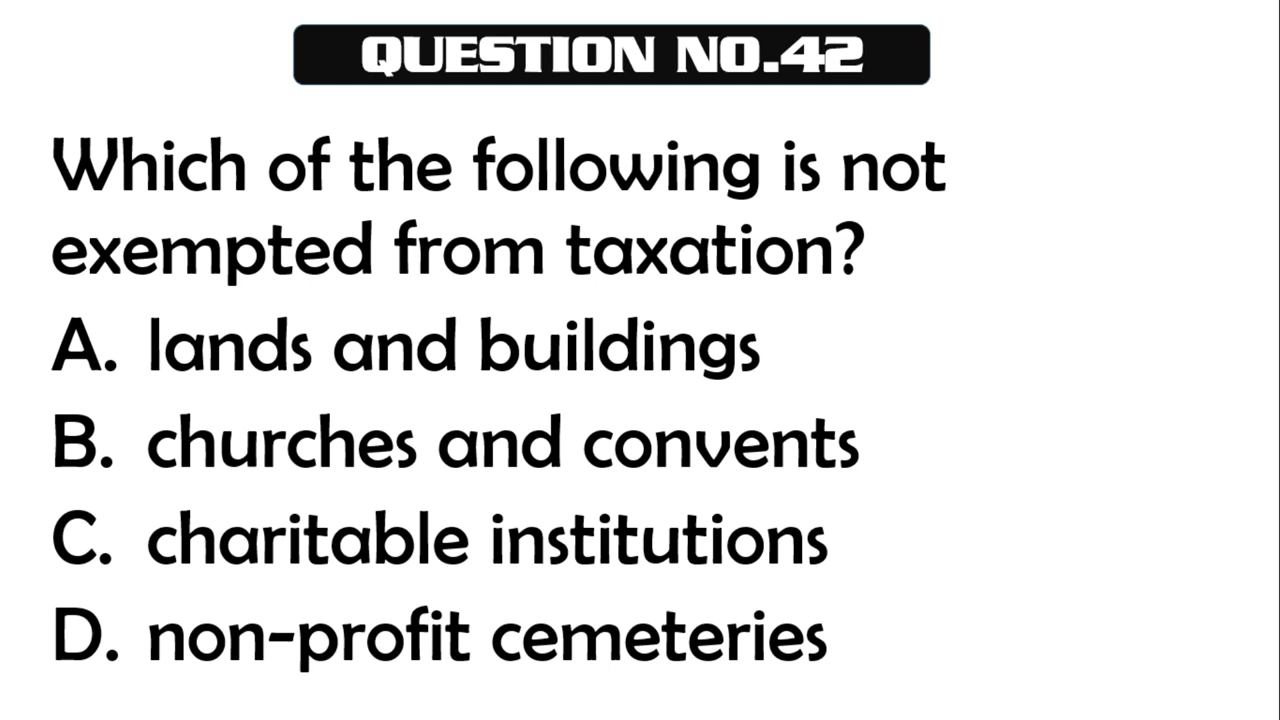 QUESTION NO.42
Which of the following is not
exempted from taxation?
A. lands and buildings
B. churches and convents
C. charitable institutions
D. non-profit cemeteries